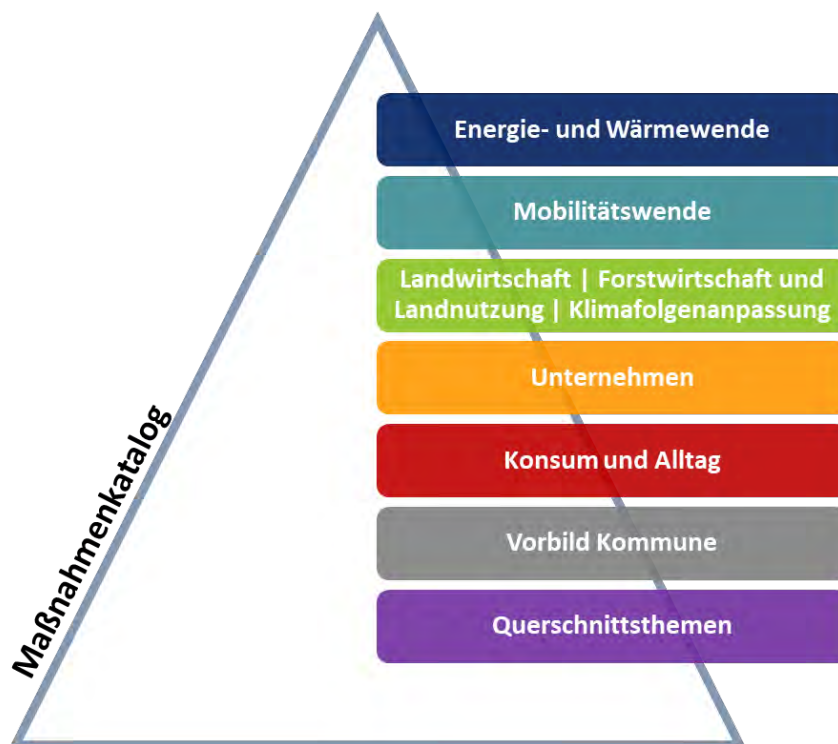 Energie- und Wärmewende
Mobilitätswende
Landwirtschaft | Forstwirtschaft und
Landnutzung | Klimafolgenanpassung
Unternehmen
Konsum und Alltag
Vorbild Kommune
Querschnittsthemen
Maßnahmenkatalog